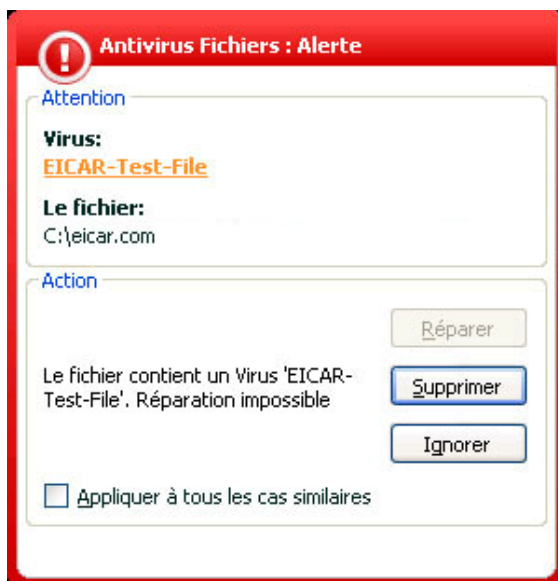 Antivirus Fichiers : Alerte
Attention
Virus:
EICAR-Test-File
Le fichier:
C:\eicar.com
Action
Réparer
Le fichier contient un Virus 'EICAR-
Test-File'. Réparation impossible
Supprimer
Ignorer
Appliquer à tous les cas similaires